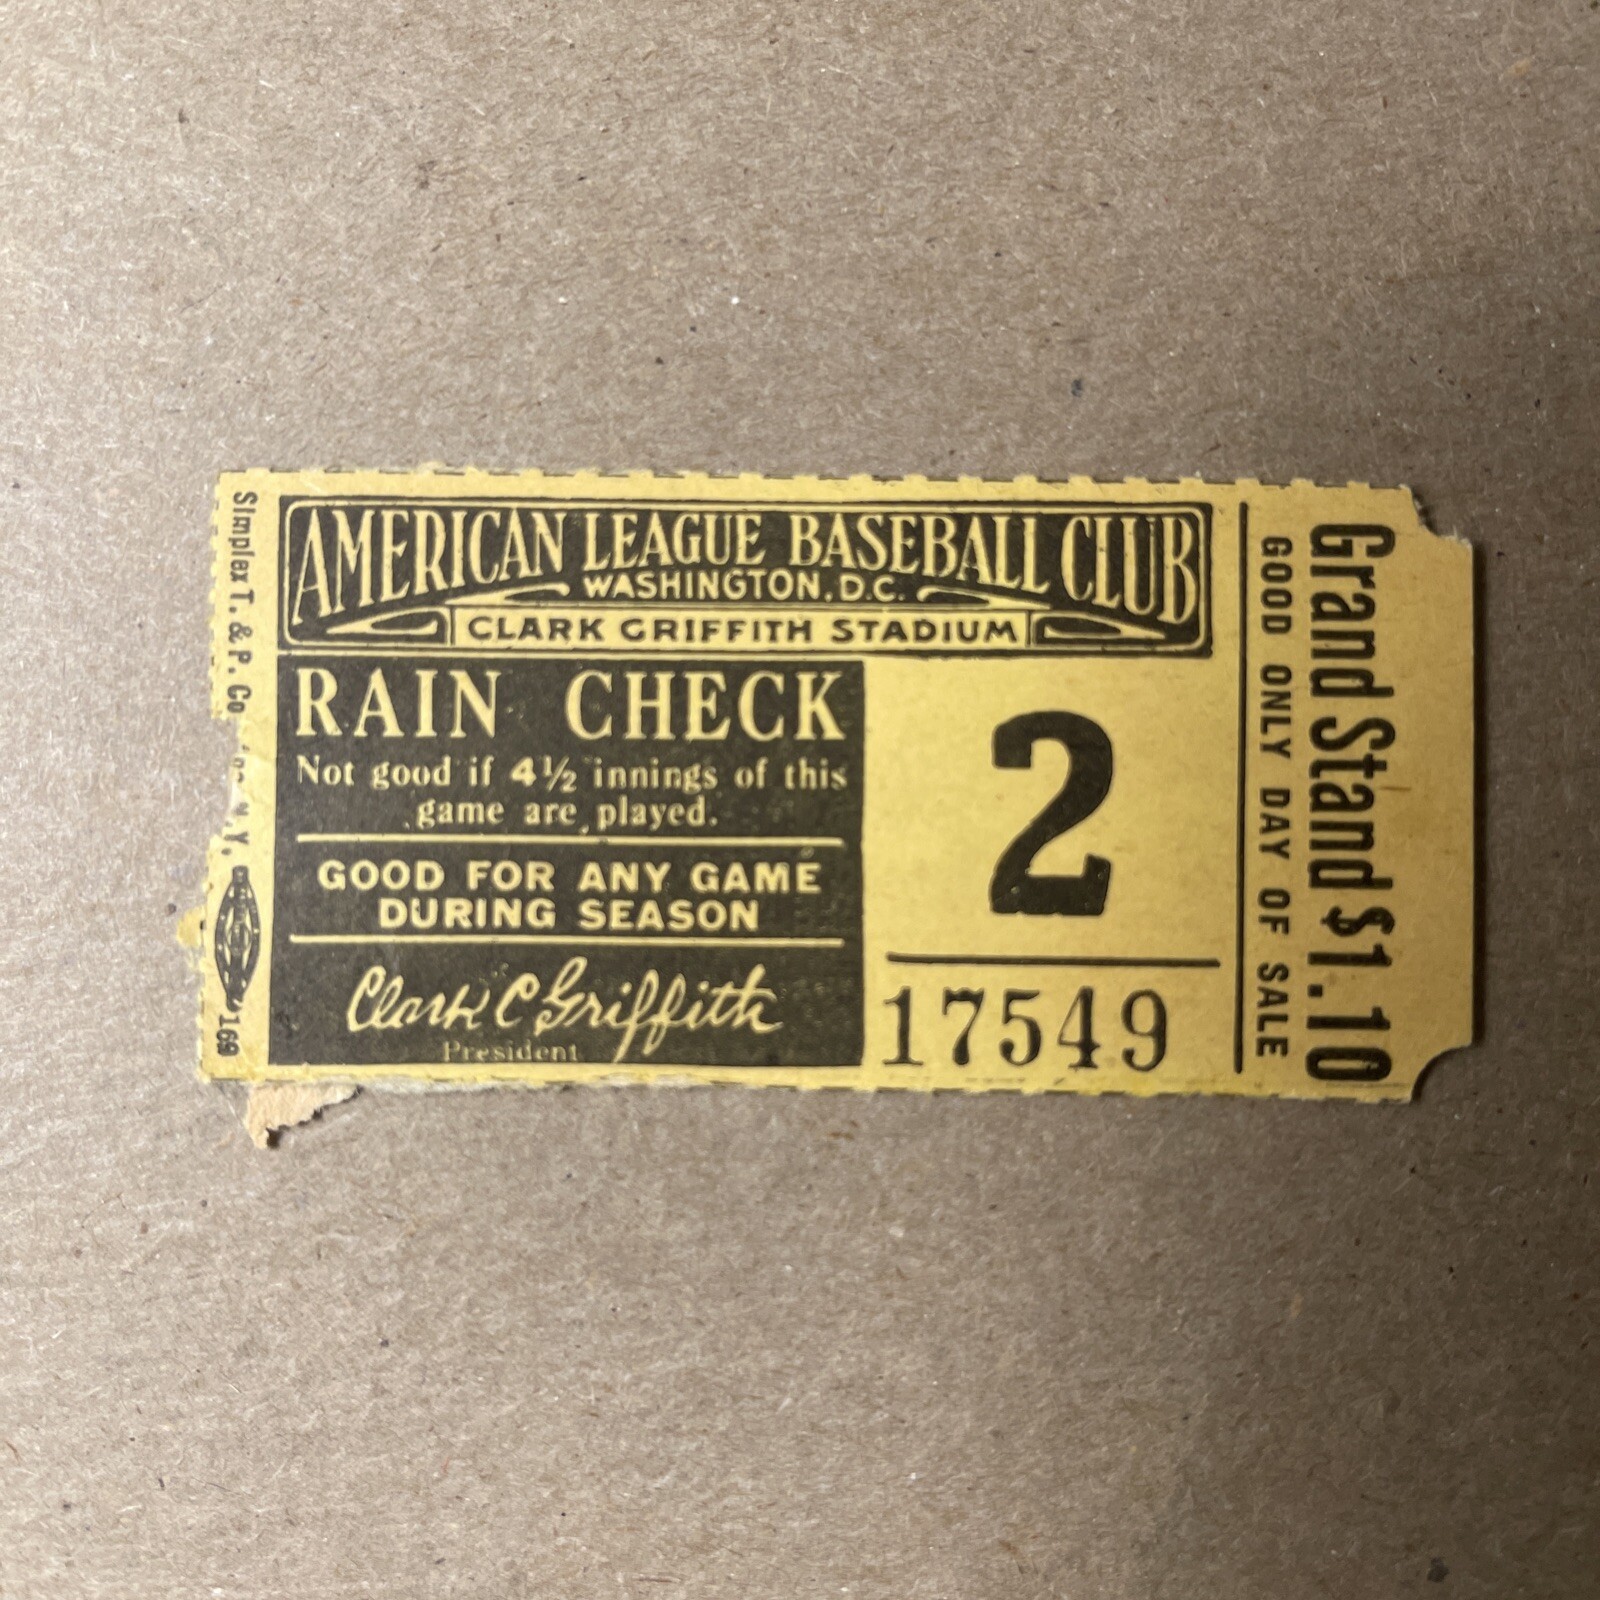 AMERICAN LEAGUE BASEBALL CLUB
WASHINGTON, D.C.
CLARK GRIFFITH STADIUM
RAIN CHECK
Not good if 4½ innings of this
game are played.
GOOD FOR ANY GAME
DURING SEASON
Clark C Griffith
President
2
17549
Grand Stand $1.10
GOOD ONLY DAY OF SALE
Simplex T. & P. Co
N.Y.
169